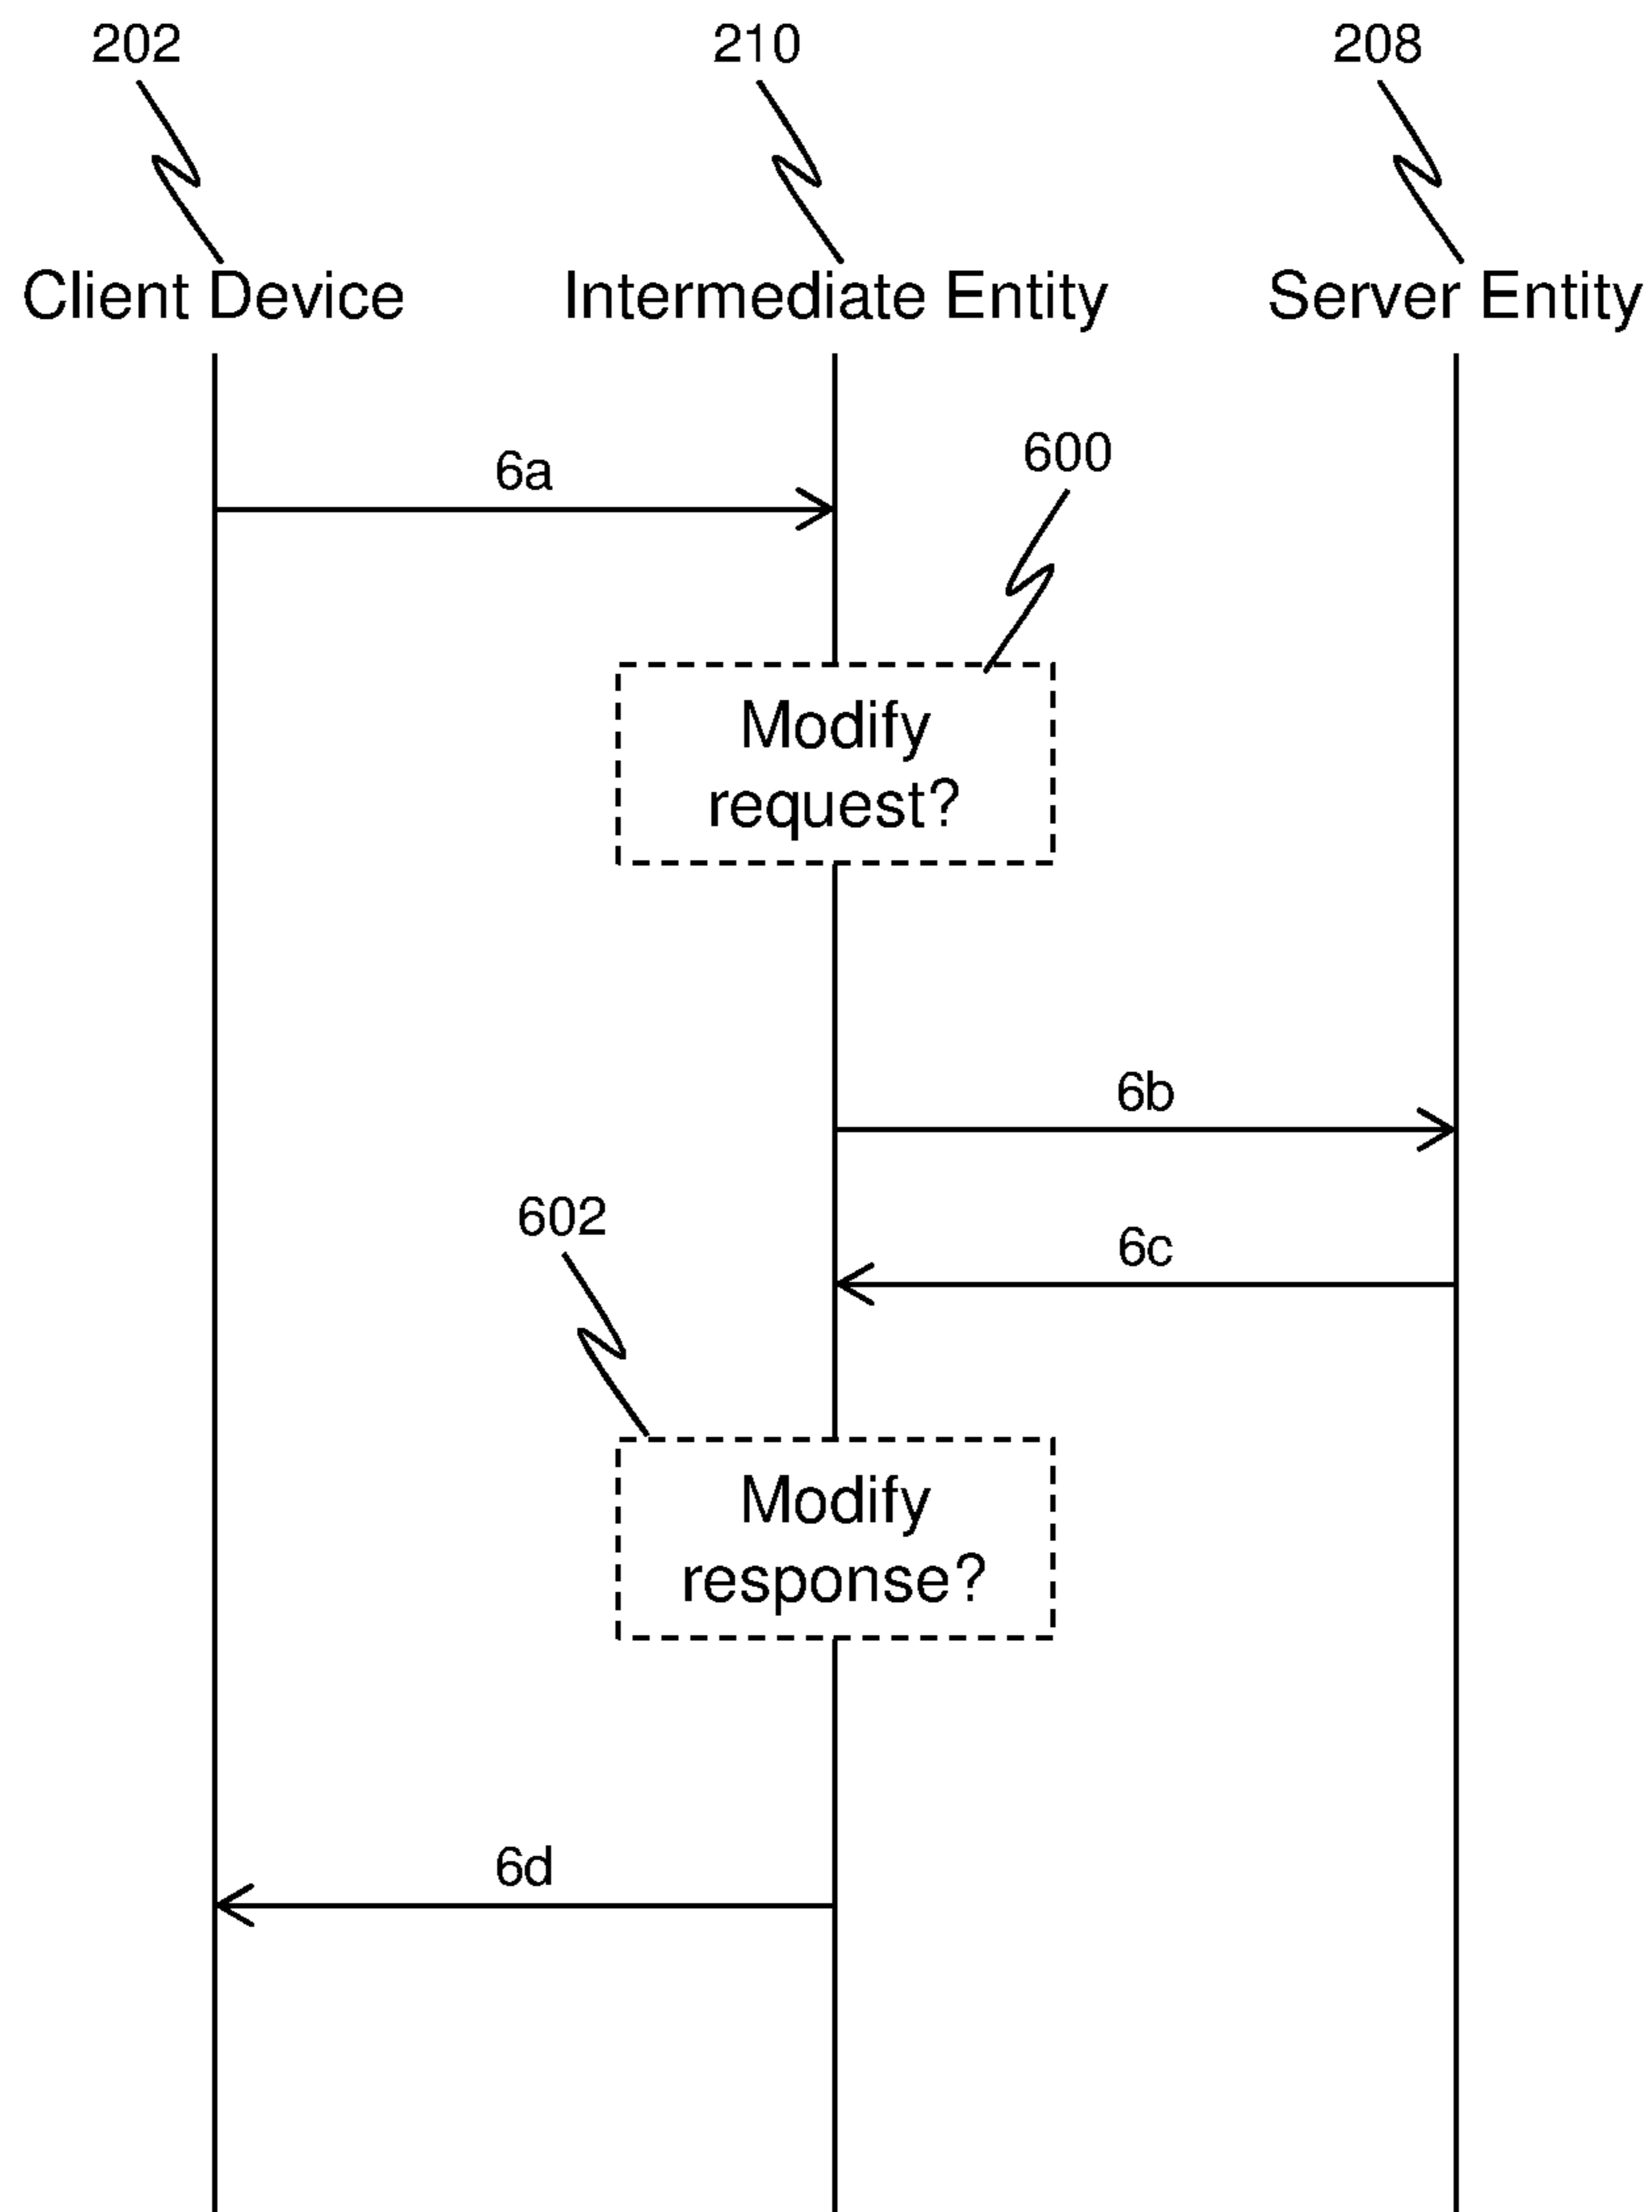 202
210
208
Client Device
Intermediate Entity
Server Entity
6a
600
Modify
request?
6b
602
6c
Modify
response?
6d